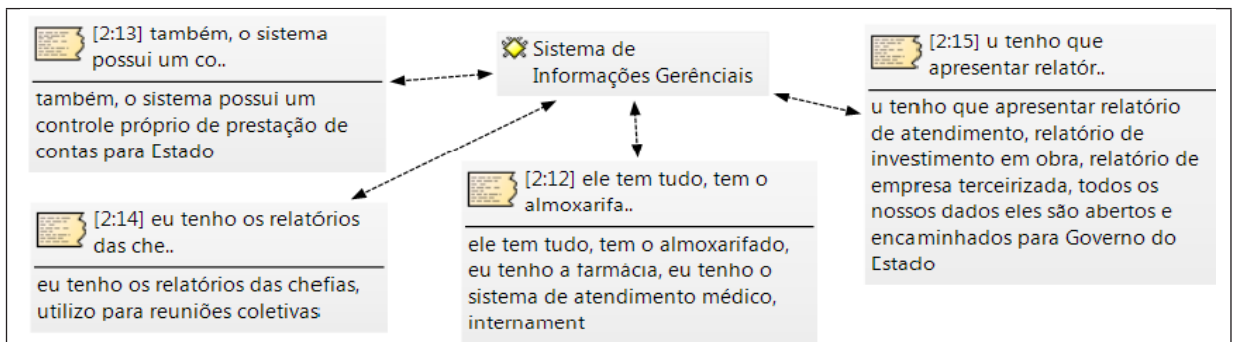 [2:13] também, o sistema
possui um co..
também, o sistema possui um
controle próprio de prestação de
contas para Estado
Sistema de
Informações Gerênciais
[2:15] u tenho que
apresentar relatór..
u tenho que apresentar relatório
de atendimento, relatório de
investimento em obra, relatório de
empresa terceirizada, todos os
nossos dados eles são abertos e
encaminhados para Governo do
Estado
[2:14] eu tenho os relatórios
das che..
eu tenho os relatórios das chefias,
utilizo para reuniões coletivas
[2:12] ele tem tudo, tem o
almoxarifa..
ele tem tudo, tem o almoxarifado,
eu tenho a farmácia, eu tenho o
sistema de atendimento médico,
internament